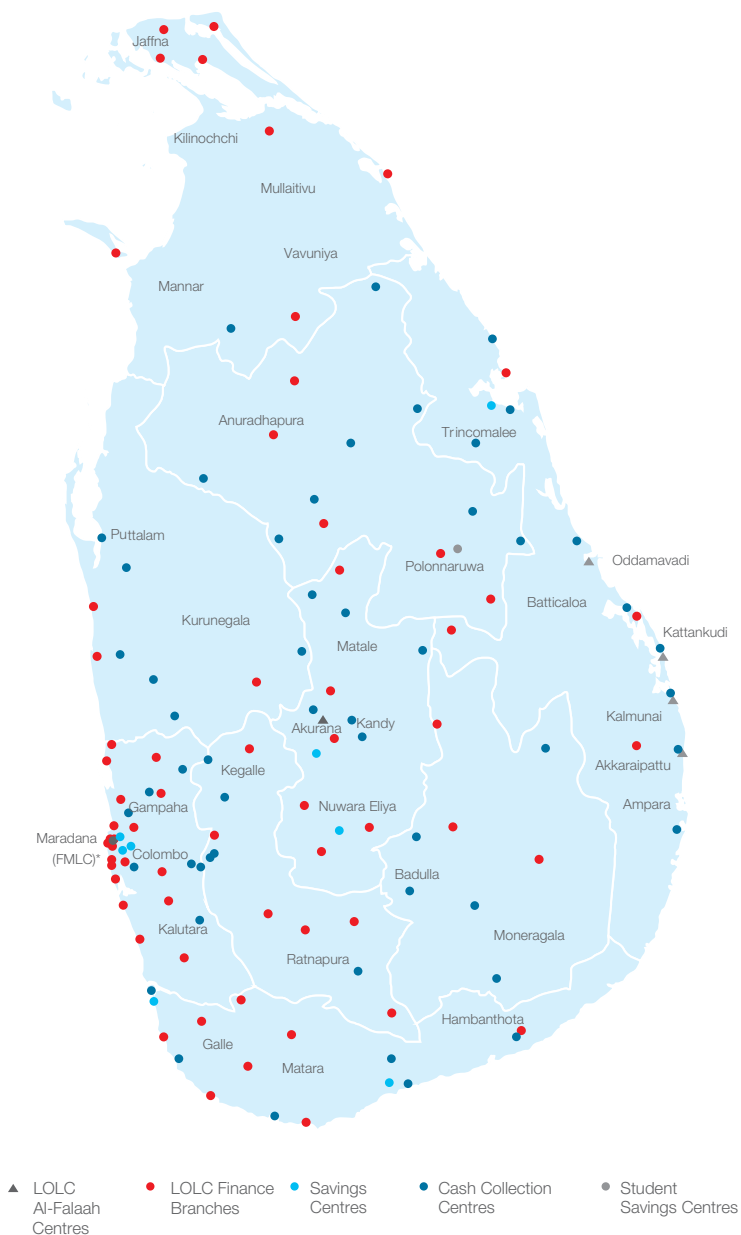 Jaffna
Kilinochchi
Mullaitivu
Vavuniya
Mannar
Anuradhapura
Trincomalee
Puttalam
Oddamavadi
Polonnaruwa
Batticaloa
Kurunegala
Kattankudi
Matale
Kalmunai
Akurana
Kandy
Akkaraipattu
Kegalle
Ampara
Gampaha
Nuwara Eliya
Maradana
(FMLC)*
Colombo
Badulla
Kalutara
Moneragala
Ratnapura
Hambanthota
Galle
Matara
LOLC
Al-Falaah
Centres
LOLC Finance
Branches
Savings
Centres
Cash Collection
Centres
Student
Savings Centres